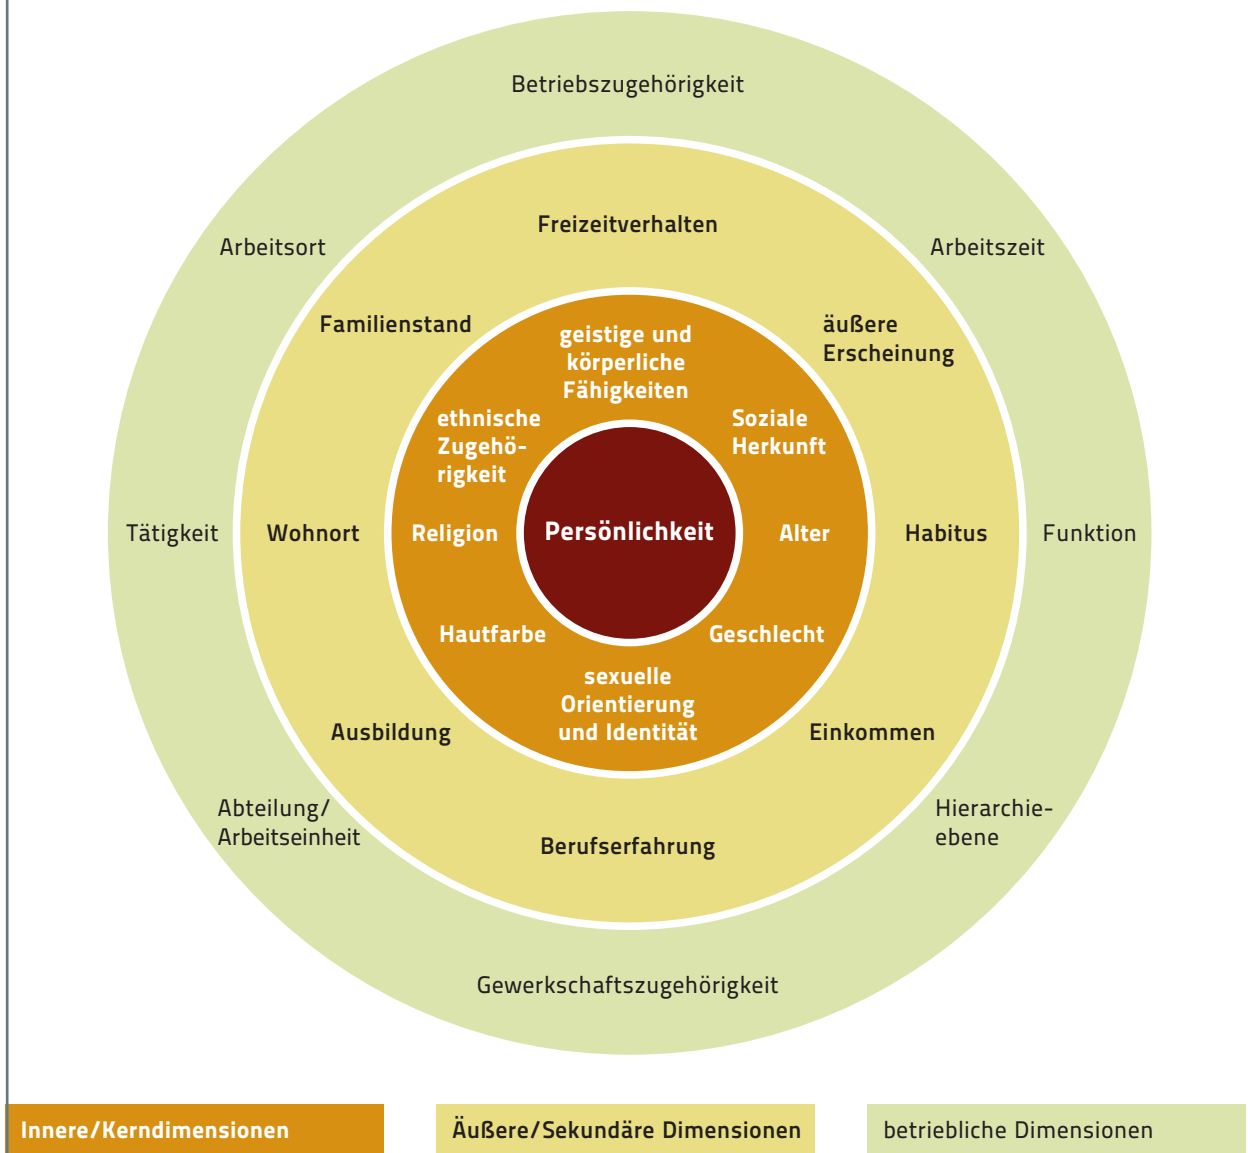 Betriebszugehörigkeit
Freizeitverhalten
Arbeitsort
Arbeitszeit
Familienstand
äußere
Erscheinung
geistige und
körperliche
Fähigkeiten
ethnische
Zugehö-
rigkeit
Soziale
Herkunft
Tätigkeit
Wohnort
Religion
Persönlichkeit
Alter
Habitus
Funktion
Hautfarbe
Geschlecht
sexuelle
Orientierung
und Identität
Ausbildung
Einkommen
Abteilung/
Arbeitseinheit
Hierarchie-
ebene
Berufserfahrung
Gewerkschaftszugehörigkeit
Innere/Kerndimensionen
Äußere/Sekundäre Dimensionen
betriebliche Dimensionen